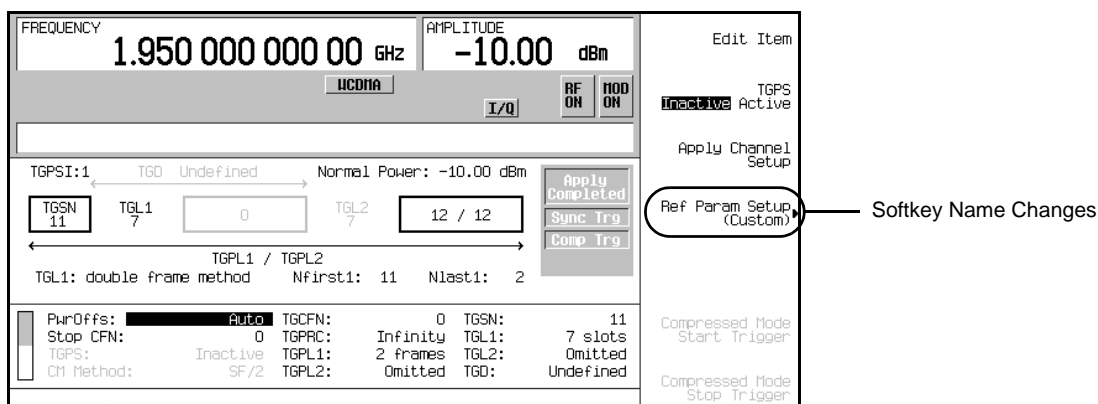 FREQUENCY
1.950 000 000 00 GHz
AMPLITUDE
-10.00 dBm
WCDMA
I/Q
RF ON
MOD ON
TGPSI:1
TGD Undefined
Normal Power: -10.00 dBm
TGSN
11
TGL1
7
0
TGL2
7
12 / 12
Apply
Completed
Sync Trg
Comp Trg
TGPL1 / TGPL2
TGL1: double frame method Nfirst1: 11 Nlast1: 2
PwrOffs: Auto TGCFN: 0 TGSN: 11
Stop CFN: 0 TGPRC: Infinity TGL1: 7 slots
TGPS: Inactive TGPL1: 2 frames TGL2: Omitted
CM Method: SF/2 TGPL2: Omitted TGD: Undefined
Edit Item
TGPS
Inactive Active
Apply Channel
Setup
Ref Param Setup
(Custom)
Softkey Name Changes
Compressed Mode
Start Trigger
Compressed Mode
Stop Trigger